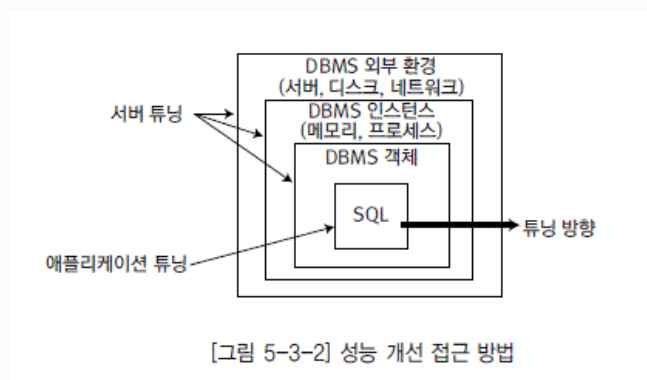 DBMS 외부 환경
(서버, 디스크, 네트워크)
서버 튜닝
DBMS 인스턴스
(메모리, 프로세스)
DBMS 객체
SQL
튜닝 방향
애플리케이션 튜닝
[그림 5-3-2] 성능 개선 접근 방법